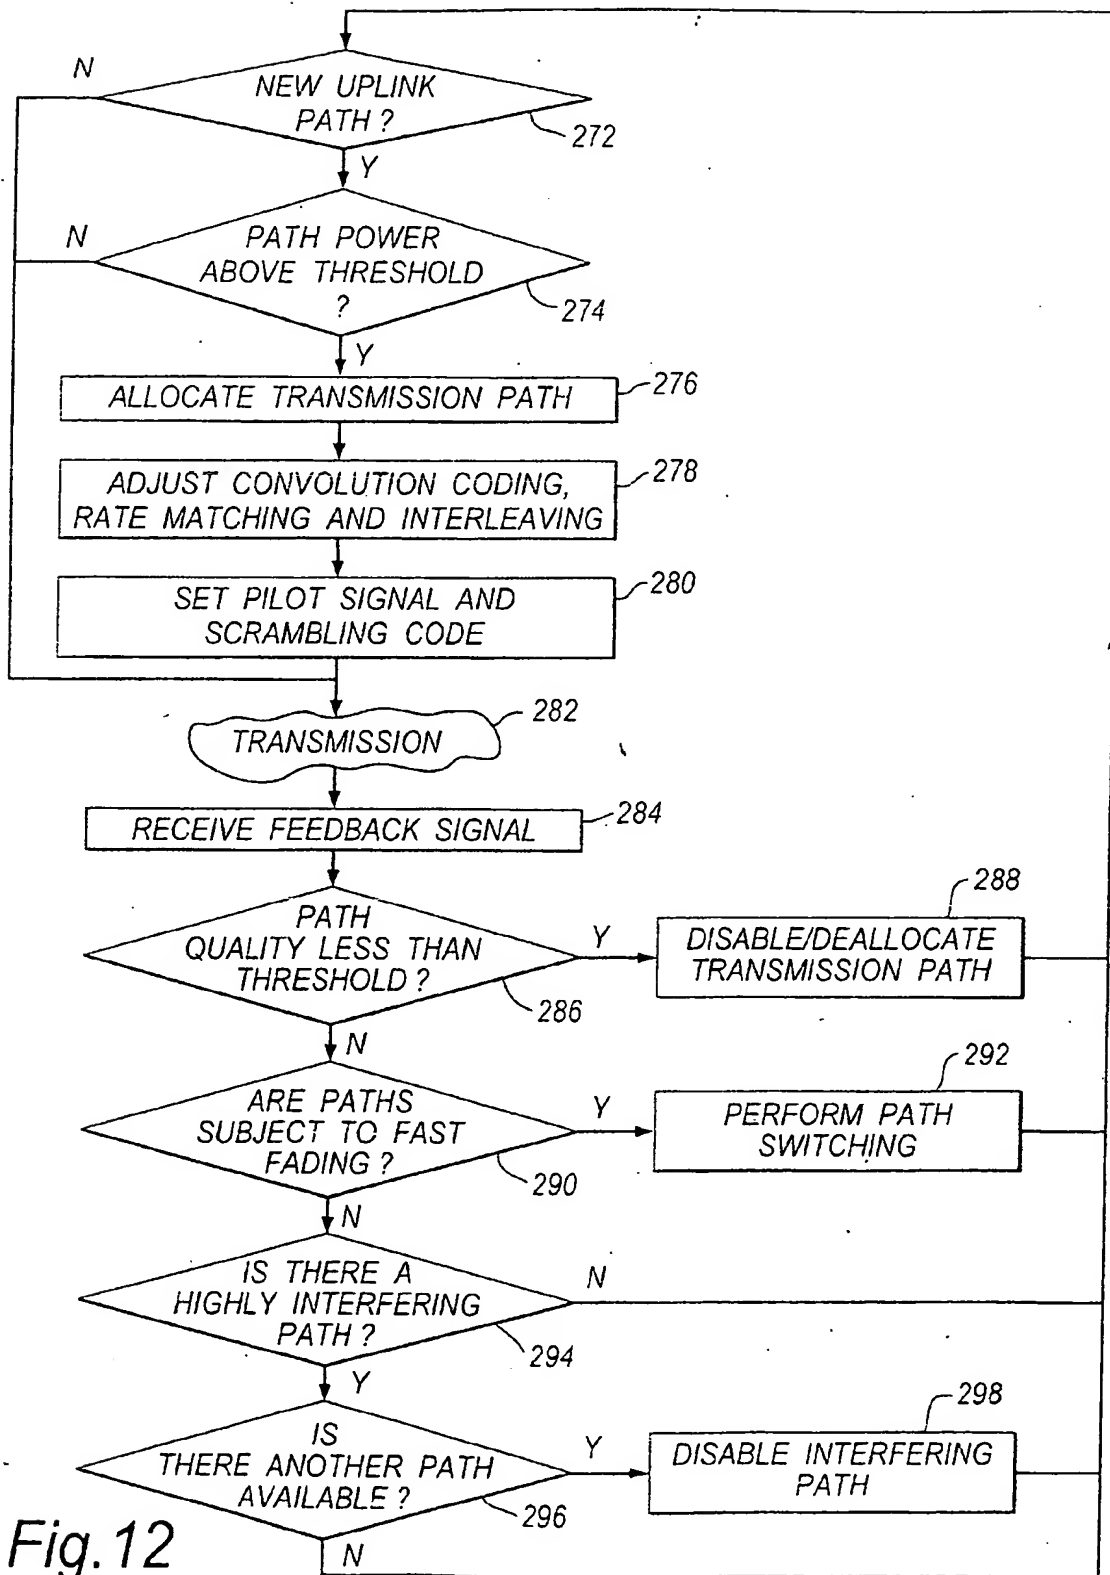 N
NEW UPLINK
PATH ?
272
Y
N
PATH POWER
ABOVE THRESHOLD
?
274
Y
ALLOCATE TRANSMISSION PATH
276
ADJUST CONVOLUTION CODING,
RATE MATCHING AND INTERLEAVING
278
SET PILOT SIGNAL AND
SCRAMBLING CODE
280
TRANSMISSION
282
RECEIVE FEEDBACK SIGNAL
284
PATH
QUALITY LESS THAN
THRESHOLD ?
286
Y
DISABLE/DEALLOCATE
TRANSMISSION PATH
288
N
ARE PATHS
SUBJECT TO FAST
FADING ?
290
Y
PERFORM PATH
SWITCHING
292
N
IS THERE A
HIGHLY INTERFERING
PATH ?
294
N
Y
IS
THERE ANOTHER PATH
AVAILABLE ?
296
Y
DISABLE INTERFERING
PATH
298
N
Fig.12